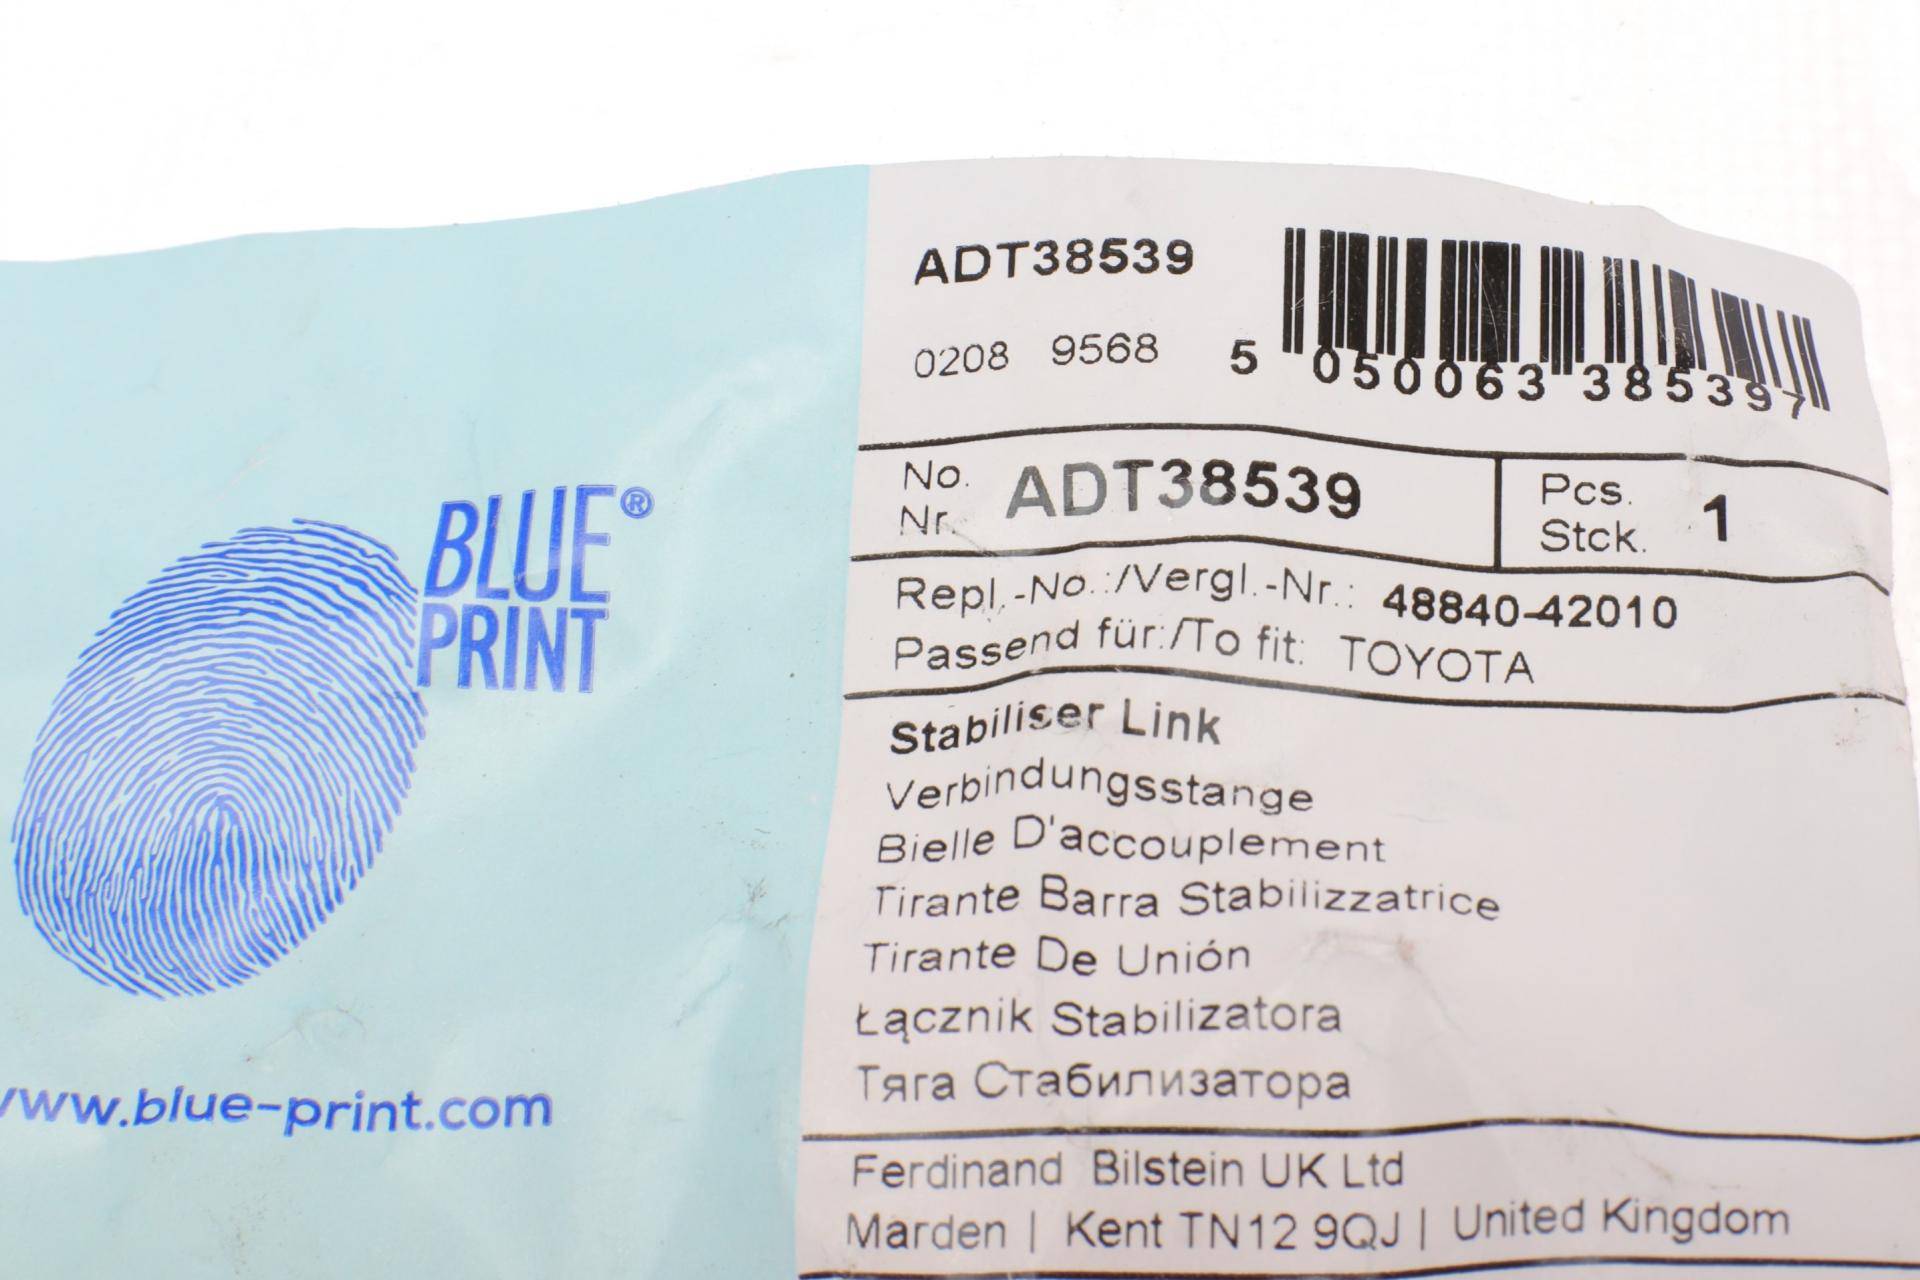 BLUE®
PRINT
www.blue-print.com
ADT38539
0208 9568
5 050063 385397
No. ADT38539
Nr.
Pcs. 1
Stck.
Repl.-No.:/Vergl.-Nr.: 48840-42010
Passend für:/To fit: TOYOTA
Stabiliser Link
Verbindungsstange
Bielle D'accouplement
Tirante Barra Stabilizzatrice
Tirante De Unión
Łącznik Stabilizatora
Тяга Стабилизатора
Ferdinand Bilstein UK Ltd
Marden | Kent TN12 9QJ | United Kingdom